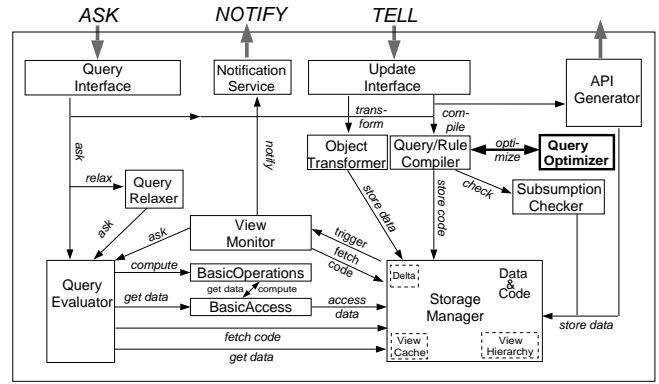 ASK
NOTIFY
TELL
Query
Interface
Notification
Service
Update
Interface
API
Generator
trans-
form
com-
pile
ask
notify
Object
Transformer
Query/Rule
Compiler
opti-
mize
Query
Optimizer
relax
Query
Relaxer
check
Subsumption
Checker
store data
store code
ask
ask
View
Monitor
trigger
fetch
code
Query
Evaluator
compute
BasicOperations
get data
compute
get data
BasicAccess
access
data
Delta
Data
&
Code
Storage
Manager
store data
fetch code
get data
View
Cache
View
Hierarchy